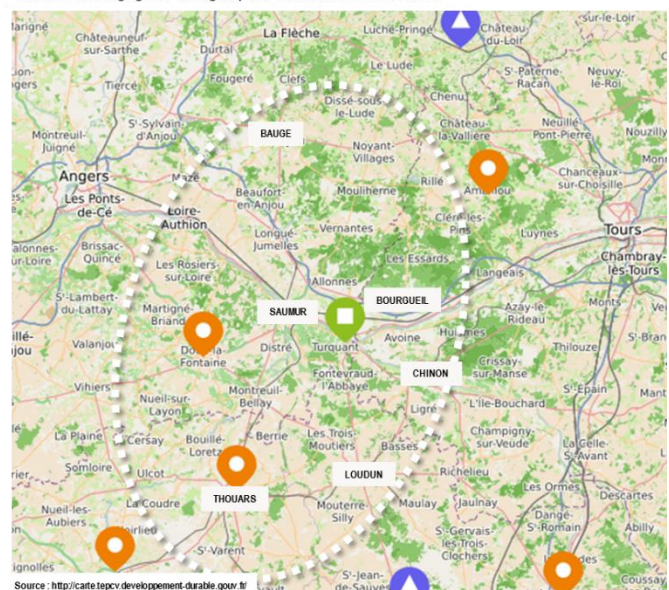 La Flèche
Luché-Pringé
Château-
du-Loir
-sur-le-Loir
Châteauneuf-
sur-Sarthe
Durtal
Le Lude
Tiercé
Fougeré
Clefs
Chenu
S'-Paterne-
Racan
Neuvy-
le-Roi
Dissé-sous-
le-Lude
S'-Sylvain-
d'Anjou
BAUGE
Château-
la-Vallière
Neuillé
Pont-Pierre
Nouzilly
Montreuil-
Juigné
Noyant-
Villages
Angers
Mazé
Mouliherne
Rillé
Chanceaux-
sur-Choisille
Les Ponts-
de-Cé
Loire-
Authion
Beaufort-
en-Anjou
Cléré-les-
Pins
Luynes
Tours
Longué-
Jumelles
Vernantes
Brissac-
Quincé
Les Essards
Chambray-
lès-Tours
Les Rosiers-
sur-Loire
Allonnes
Langeais
S'-Lambert-
du-Lattay
Martigné-
Briand
SAUMUR
BOURGUEIL
Azay-le-
Rideau
Monts
Valanjou
Distré
Turquant
Avoine
Huismes
Thilouze
Fontaine
Crissay-
sur-Manse
Vihiers
Fontevraud-
l'Abbaye
CHINON
S'-Epain
Montreuil-
Bellay
Nueil-sur-
Layon
Ligré
L'Ile-Bouchard
La Plaine
Cersay
Bouillé-
Loretz
Berrie
Les Trois-
Moutiers
Basses
Champigny-
sur-Veude
La Celle-
S'-Avant
Somloire
Ulcot
LOUDUN
Richelieu
THOUARS
Les Ormes
Descartes
La Coudre
Mouterre-
Silly
Maulay
Jaulnay
Dangé-
S'-Romain
Abilly
Nueil-les-
Aubiers
S'-Gervais-
les-Trois-
Clochers
S'-Varent
S'-Jean-
de-Sauves
Coussay
Source : http://carte.tepcv.developpement-durable.gouv.fr/